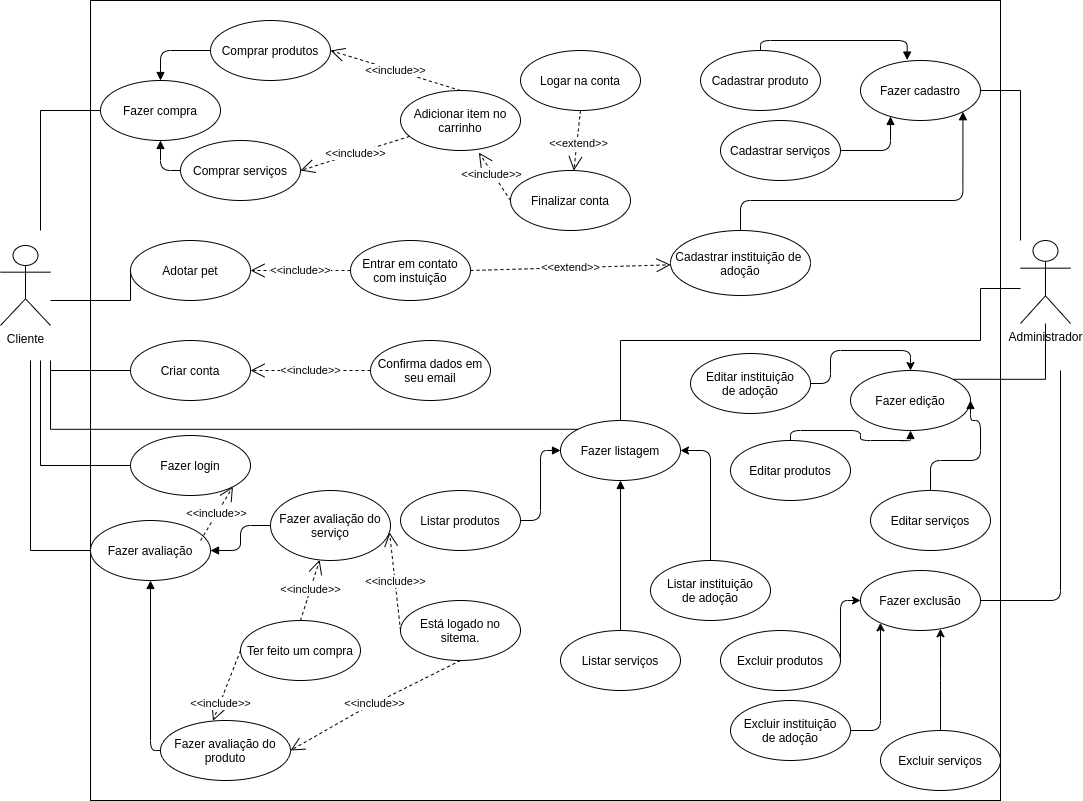 Comprar produtos
Fazer compra
Comprar serviços
<<include>>
<<include>>
Adicionar item no
carrinho
Logar na conta
<<extend>>
<<include>>
Finalizar conta
Cadastrar produto
Fazer cadastro
Cadastrar serviços
Cadastrar instituição de
adoção
Adotar pet
<<include>>
Entrar em contato
com instuição
<<extend>>
Cliente
Administrador
Criar conta
<<include>>
Confirma dados em
seu email
Editar instituição
de adoção
Fazer edição
Editar produtos
Editar serviços
Fazer listagem
Fazer login
<<include>>
Fazer avaliação
Fazer avaliação do
serviço
Listar produtos
<<include>>
<<include>>
Listar instituição
de adoção
Fazer exclusão
Está logado no
sitema.
Ter feito um compra
Listar serviços
Excluir produtos
<<include>>
<<include>>
Fazer avaliação do
produto
Excluir instituição
de adoção
Excluir serviços